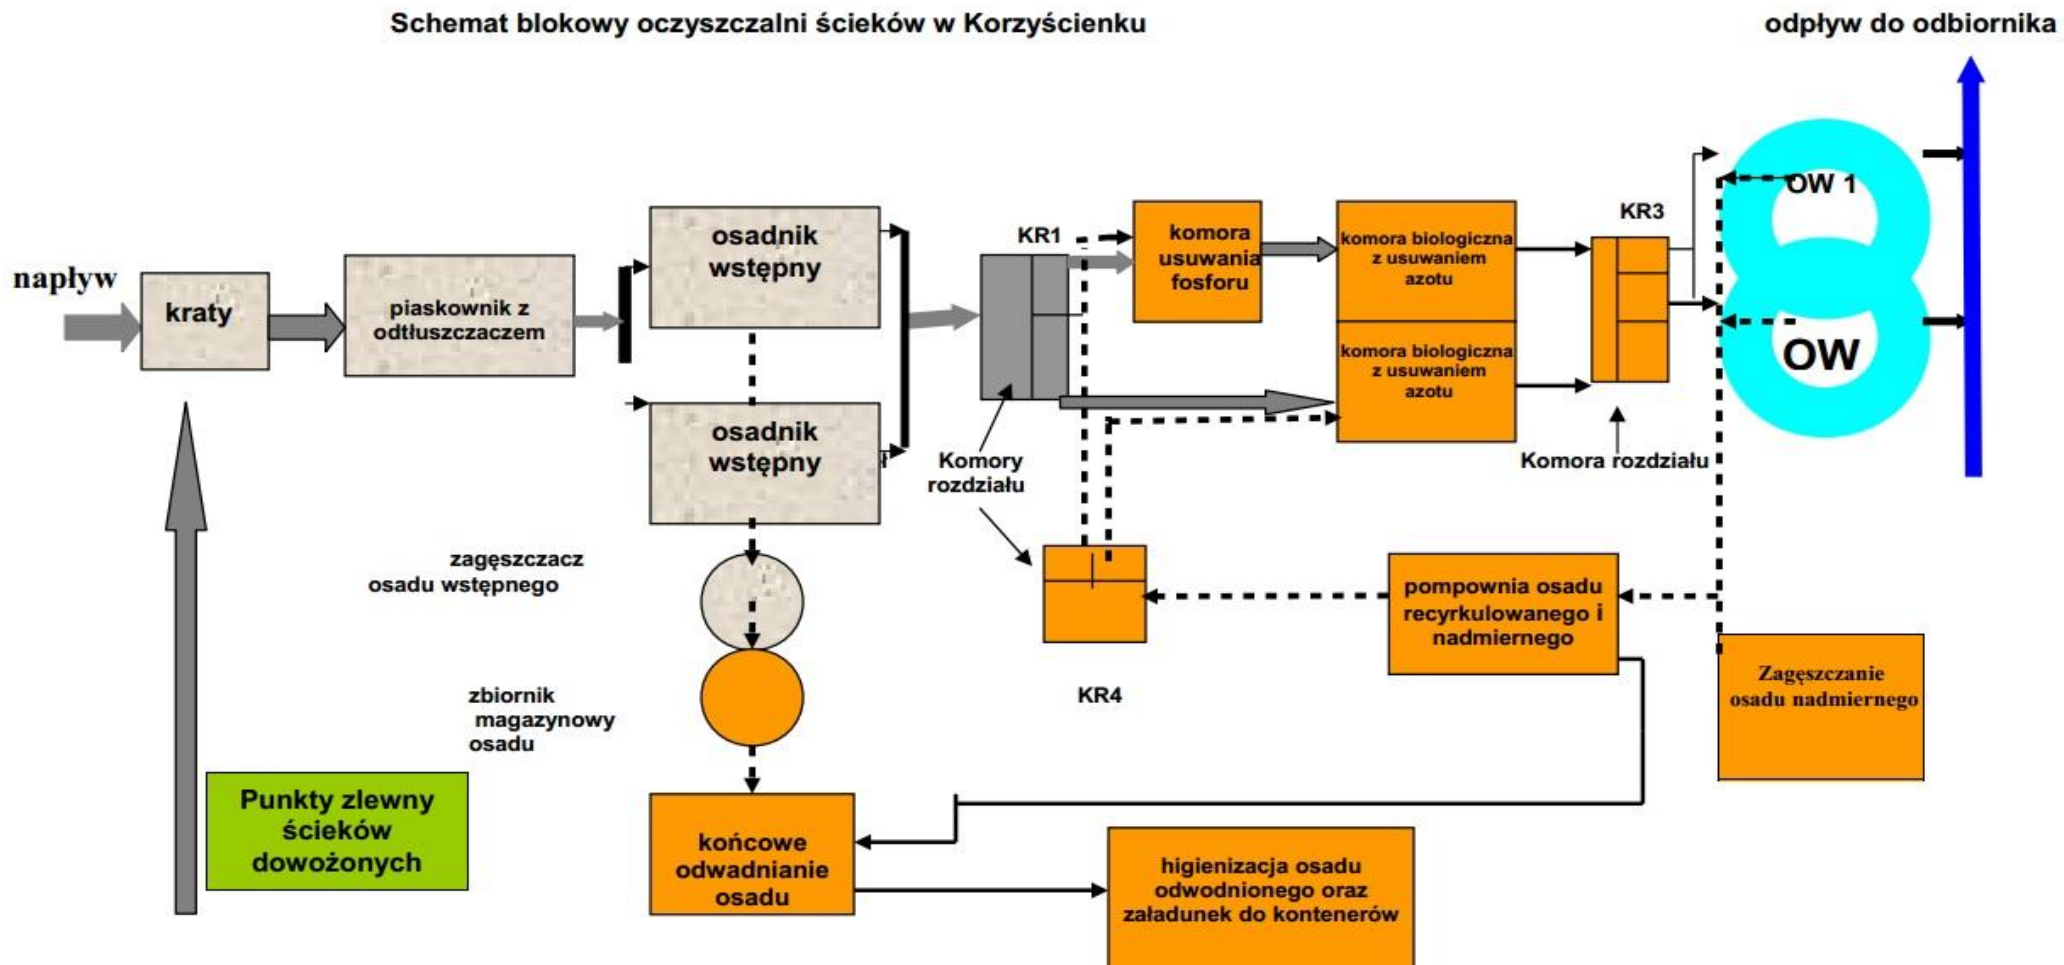 Schemat blokowy oczyszczalni ścieków w Korzyścienku
odpływ do odbiornika
napływ
kraty
piaskownik z
odtłuszczaczem
osadnik
wstępny
osadnik
wstępny
ł
KR1
Komory
rozdziału
komora
usuwania
fosforu
komora biologiczna
z usuwaniem
azotu
komora biologiczna
z usuwaniem
azotu
KR3
Komora rozdziału
OW 1
OW
zagęszczacz
osadu wstępnego
zbiornik
magazynowy
osadu
KR4
pompownia osadu
recyrkulowanego i
nadmiernego
Zagęszczanie
osadu nadmiernego
Punkty zlewny
ścieków
dowożonych
końcowe
odwadnianie
osadu
higienizacja osadu
odwodnionego oraz
załadunek do kontenerów